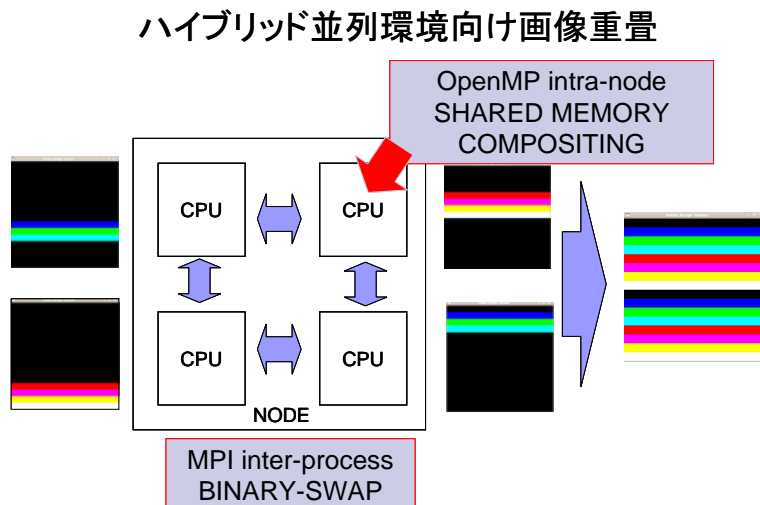 ハイブリッド並列環境向け画像重畳
OpenMP intra-node
SHARED MEMORY
COMPOSITING
CPU
CPU
CPU
CPU
NODE
MPI inter-process
BINARY-SWAP